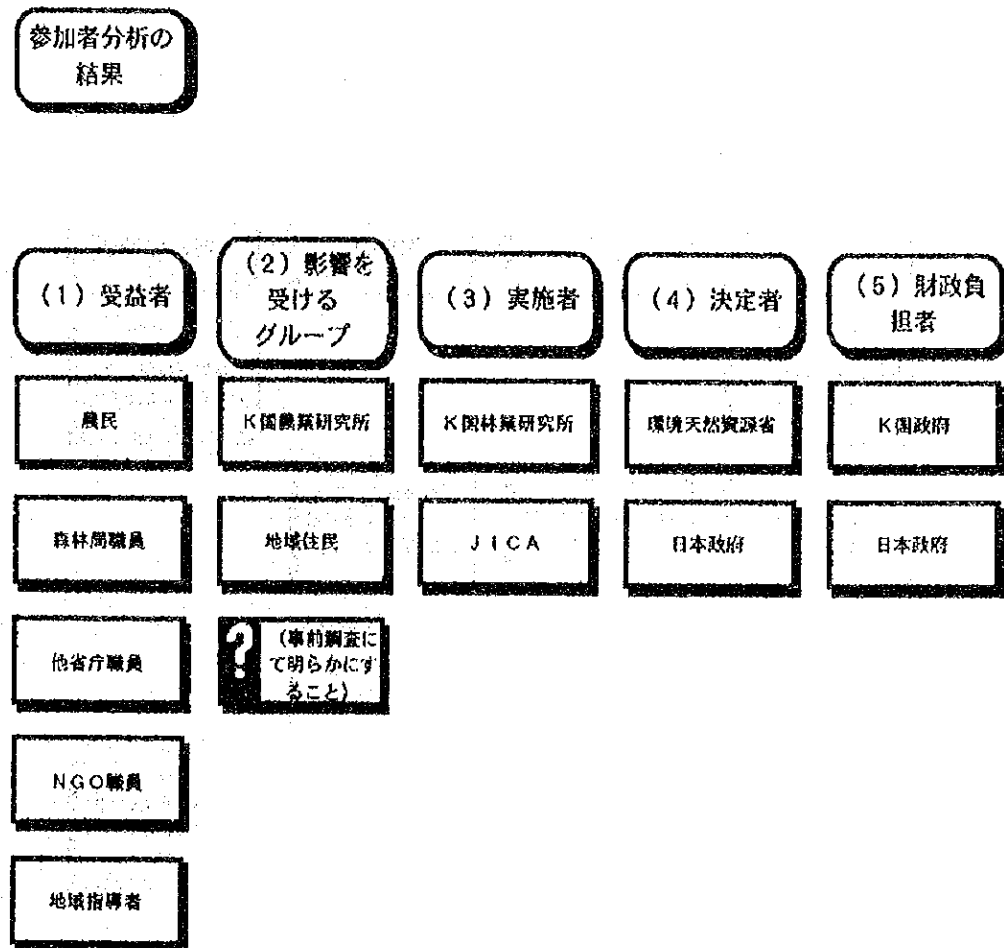 参加者分析の
結果
(1) 受益者
(2) 影響を
受ける
グループ
(3) 実施者
(4) 決定者
(5) 財政負
担者
農民
K国農業研究所
K国林業研究所
環境天然資源省
K国政府
森林局職員
地域住民
JICA
日本政府
日本政府
他省庁職員
?
(事前調査に
て明らかにす
ること)
NGO職員
地域指導者